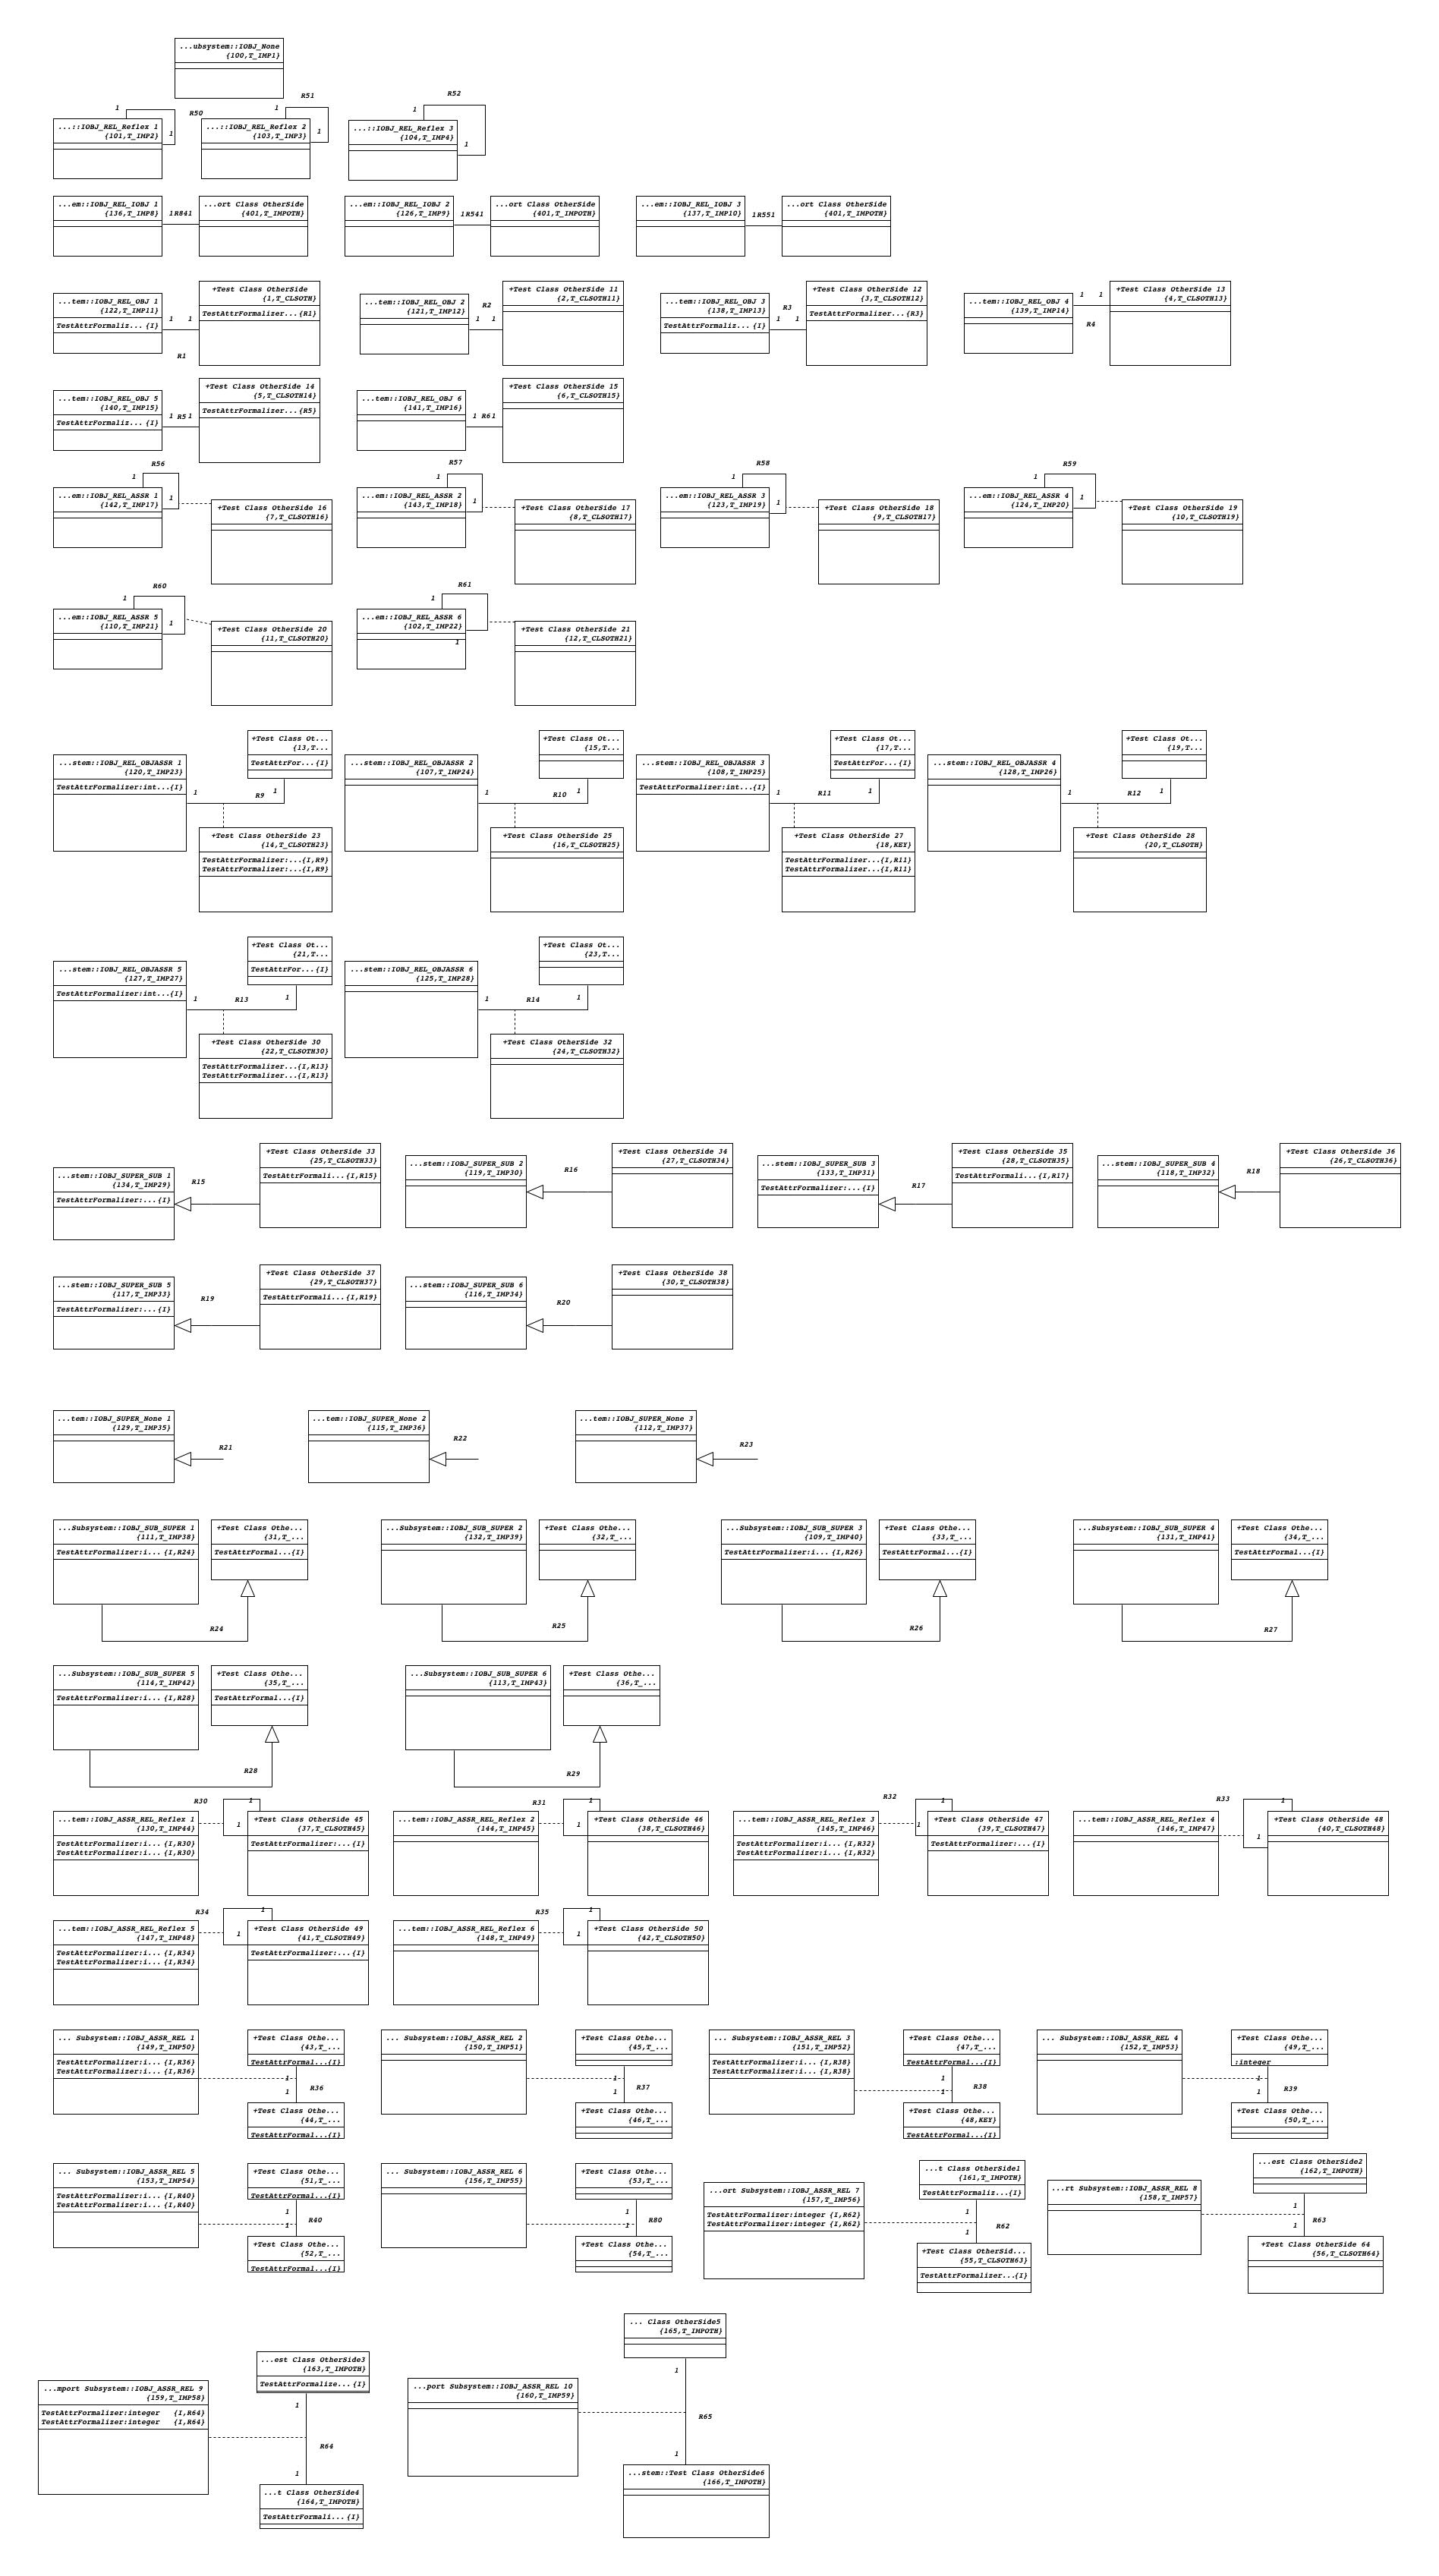 ...ubsystem::IOBJ_None
{100,T_IMP1}
R50
R51
R52
1
1
1
1
1
1
...::IOBJ_REL_Reflex 1
{101,T_IMP2}
...::IOBJ_REL_Reflex 2
{103,T_IMP3}
...::IOBJ_REL_Reflex 3
{104,T_IMP4}
...em::IOBJ_REL_IOBJ 1
{136,T_IMP8}
1R841
...ort Class OtherSide
{401,T_IMPOTH}
...em::IOBJ_REL_IOBJ 2
{126,T_IMP9}
1R541
...ort Class OtherSide
{401,T_IMPOTH}
...em::IOBJ_REL_IOBJ 3
{137,T_IMP10}
1R551
...ort Class OtherSide
{401,T_IMPOTH}
...tem::IOBJ_REL_OBJ 1
{122,T_IMP11}
TestAttrFormaliz... {I}
1 1
R1
+Test Class OtherSide
{1,T_CLSOTH}
TestAttrFormalizer... {R1}
...tem::IOBJ_REL_OBJ 2
{121,T_IMP12}
R2
1 1
+Test Class OtherSide 11
{2,T_CLSOTH11}
...tem::IOBJ_REL_OBJ 3
{138,T_IMP13}
TestAttrFormaliz... {I}
R3
1 1
+Test Class OtherSide 12
{3,T_CLSOTH12}
TestAttrFormalizer...{R3}
...tem::IOBJ_REL_OBJ 4
{139,T_IMP14}
1 1
R4
+Test Class OtherSide 13
{4,T_CLSOTH13}
...tem::IOBJ_REL_OBJ 5
{140,T_IMP15}
TestAttrFormaliz... {I}
1 R5 1
+Test Class OtherSide 14
{5,T_CLSOTH14}
TestAttrFormalizer... {R5}
...tem::IOBJ_REL_OBJ 6
{141,T_IMP16}
1 R6 1
+Test Class OtherSide 15
{6,T_CLSOTH15}
R56
1
1
...em::IOBJ_REL_ASSR 1
{142,T_IMP17}
+Test Class OtherSide 16
{7,T_CLSOTH16}
R57
1
1
...em::IOBJ_REL_ASSR 2
{143,T_IMP18}
+Test Class OtherSide 17
{8,T_CLSOTH17}
R58
1
1
...em::IOBJ_REL_ASSR 3
{123,T_IMP19}
+Test Class OtherSide 18
{9,T_CLSOTH17}
R59
1
1
...em::IOBJ_REL_ASSR 4
{124,T_IMP20}
+Test Class OtherSide 19
{10,T_CLSOTH19}
R60
1
1
...em::IOBJ_REL_ASSR 5
{110,T_IMP21}
+Test Class OtherSide 20
{11,T_CLSOTH20}
R61
1
...em::IOBJ_REL_ASSR 6
{102,T_IMP22}
1
+Test Class OtherSide 21
{12,T_CLSOTH21}
...stem::IOBJ_REL_OBJASSR 1
{120,T_IMP23}
TestAttrFormalizer:int...{I}
+Test Class Ot...
{13,T...
TestAttrFor...{I}
1 R9 1
+Test Class OtherSide 23
{14,T_CLSOTH23}
TestAttrFormalizer:...{I,R9}
TestAttrFormalizer:...{I,R9}
...stem::IOBJ_REL_OBJASSR 2
{107,T_IMP24}
+Test Class Ot...
{15,T...
1 R10 1
+Test Class OtherSide 25
{16,T_CLSOTH25}
...stem::IOBJ_REL_OBJASSR 3
{108,T_IMP25}
TestAttrFormalizer:int...{I}
+Test Class Ot...
{17,T...
TestAttrFor...{I}
1 R11 1
+Test Class OtherSide 27
{18,KEY}
TestAttrFormalizer...{I,R11}
TestAttrFormalizer...{I,R11}
...stem::IOBJ_REL_OBJASSR 4
{128,T_IMP26}
+Test Class Ot...
{19,T...
1 R12 1
+Test Class OtherSide 28
{20,T_CLSOTH}
...stem::IOBJ_REL_OBJASSR 5
{127,T_IMP27}
TestAttrFormalizer:int...{I}
+Test Class Ot...
{21,T...
TestAttrFor...{I}
1 R13 1
+Test Class OtherSide 30
{22,T_CLSOTH30}
TestAttrFormalizer...{I,R13}
TestAttrFormalizer...{I,R13}
...stem::IOBJ_REL_OBJASSR 6
{125,T_IMP28}
+Test Class Ot...
{23,T...
1 R14 1
+Test Class OtherSide 32
{24,T_CLSOTH32}
...stem::IOBJ_SUPER_SUB 1
{134,T_IMP29}
TestAttrFormalizer:...{I}
R15
+Test Class OtherSide 33
{25,T_CLSOTH33}
TestAttrFormali...{I,R15}
...stem::IOBJ_SUPER_SUB 2
{119,T_IMP30}
R16
+Test Class OtherSide 34
{27,T_CLSOTH34}
...stem::IOBJ_SUPER_SUB 3
{133,T_IMP31}
TestAttrFormalizer:...{I}
R17
+Test Class OtherSide 35
{28,T_CLSOTH35}
TestAttrFormali...{I,R17}
...stem::IOBJ_SUPER_SUB 4
{118,T_IMP32}
R18
+Test Class OtherSide 36
{26,T_CLSOTH36}
...stem::IOBJ_SUPER_SUB 5
{117,T_IMP33}
TestAttrFormalizer:...{I}
R19
+Test Class OtherSide 37
{29,T_CLSOTH37}
TestAttrFormali...{I,R19}
...stem::IOBJ_SUPER_SUB 6
{116,T_IMP34}
R20
+Test Class OtherSide 38
{30,T_CLSOTH38}
...tem::IOBJ_SUPER_None 1
{129,T_IMP35}
R21
...tem::IOBJ_SUPER_None 2
{115,T_IMP36}
R22
...tem::IOBJ_SUPER_None 3
{112,T_IMP37}
R23
...Subsystem::IOBJ_SUB_SUPER 1
{111,T_IMP38}
TestAttrFormalizer:i... {I,R24}
+Test Class Othe...
{31,T_...
TestAttrFormal...{I}
R24
...Subsystem::IOBJ_SUB_SUPER 2
{132,T_IMP39}
+Test Class Othe...
{32,T_...
R25
...Subsystem::IOBJ_SUB_SUPER 3
{109,T_IMP40}
TestAttrFormalizer:i... {I,R26}
+Test Class Othe...
{33,T_...
TestAttrFormal...{I}
R26
...Subsystem::IOBJ_SUB_SUPER 4
{131,T_IMP41}
+Test Class Othe...
{34,T_...
TestAttrFormal...{I}
R27
...Subsystem::IOBJ_SUB_SUPER 5
{114,T_IMP42}
TestAttrFormalizer:i... {I,R28}
+Test Class Othe...
{35,T_...
TestAttrFormal...{I}
R28
...Subsystem::IOBJ_SUB_SUPER 6
{113,T_IMP43}
+Test Class Othe...
{36,T_...
R29
...tem::IOBJ_ASSR_REL_Reflex 1
{130,T_IMP44}
TestAttrFormalizer:i... {I,R30}
TestAttrFormalizer:i... {I,R30}
R30
1
1
+Test Class OtherSide 45
{37,T_CLSOTH45}
TestAttrFormalizer:...{I}
...tem::IOBJ_ASSR_REL_Reflex 2
{144,T_IMP45}
R31
1
1
+Test Class OtherSide 46
{38,T_CLSOTH46}
...tem::IOBJ_ASSR_REL_Reflex 3
{145,T_IMP46}
TestAttrFormalizer:i... {I,R32}
TestAttrFormalizer:i... {I,R32}
R32
1
1
+Test Class OtherSide 47
{39,T_CLSOTH47}
TestAttrFormalizer:...{I}
...tem::IOBJ_ASSR_REL_Reflex 4
{146,T_IMP47}
R33
1
1
+Test Class OtherSide 48
{40,T_CLSOTH48}
...tem::IOBJ_ASSR_REL_Reflex 5
{147,T_IMP48}
TestAttrFormalizer:i... {I,R34}
TestAttrFormalizer:i... {I,R34}
R34
1
1
+Test Class OtherSide 49
{41,T_CLSOTH49}
TestAttrFormalizer:...{I}
...tem::IOBJ_ASSR_REL_Reflex 6
{148,T_IMP49}
R35
1
1
+Test Class OtherSide 50
{42,T_CLSOTH50}
... Subsystem::IOBJ_ASSR_REL 1
{149,T_IMP50}
TestAttrFormalizer:i... {I,R36}
TestAttrFormalizer:i... {I,R36}
+Test Class Othe...
{43,T_...
TestAttrFormal...{I}
1
1
R36
+Test Class Othe...
{44,T_...
TestAttrFormal...{I}
... Subsystem::IOBJ_ASSR_REL 2
{150,T_IMP51}
+Test Class Othe...
{45,T_...
1
1
R37
+Test Class Othe...
{46,T_...
... Subsystem::IOBJ_ASSR_REL 3
{151,T_IMP52}
TestAttrFormalizer:i... {I,R38}
TestAttrFormalizer:i... {I,R38}
+Test Class Othe...
{47,T_...
TestAttrFormal...{I}
1
1
R38
+Test Class Othe...
{48,KEY}
TestAttrFormal...{I}
... Subsystem::IOBJ_ASSR_REL 4
{152,T_IMP53}
+Test Class Othe...
{49,T_...
:integer
1
1
R39
+Test Class Othe...
{50,T_...
... Subsystem::IOBJ_ASSR_REL 5
{153,T_IMP54}
TestAttrFormalizer:i... {I,R40}
TestAttrFormalizer:i... {I,R40}
+Test Class Othe...
{51,T_...
TestAttrFormal...{I}
1
1
R40
+Test Class Othe...
{52,T_...
TestAttrFormal...{I}
... Subsystem::IOBJ_ASSR_REL 6
{156,T_IMP55}
+Test Class Othe...
{53,T_...
1
1
R80
+Test Class Othe...
{54,T_...
...ort Subsystem::IOBJ_ASSR_REL 7
{157,T_IMP56}
TestAttrFormalizer:integer {I,R62}
TestAttrFormalizer:integer {I,R62}
...t Class OtherSide1
{161,T_IMPOTH}
TestAttrFormaliz...{I}
1
1
R62
+Test Class OtherSid...
{55,T_CLSOTH63}
TestAttrFormalizer...{I}
...rt Subsystem::IOBJ_ASSR_REL 8
{158,T_IMP57}
...est Class OtherSide2
{162,T_IMPOTH}
1
1
R63
+Test Class OtherSide 64
{56,T_CLSOTH64}
...mport Subsystem::IOBJ_ASSR_REL 9
{159,T_IMP58}
TestAttrFormalizer:integer {I,R64}
TestAttrFormalizer:integer {I,R64}
...est Class OtherSide3
{163,T_IMPOTH}
TestAttrFormalize... {I}
1
R64
1
...t Class OtherSide4
{164,T_IMPOTH}
TestAttrFormali... {I}
...port Subsystem::IOBJ_ASSR_REL 10
{160,T_IMP59}
... Class OtherSide5
{165,T_IMPOTH}
1
R65
1
...stem::Test Class OtherSide6
{166,T_IMPOTH}